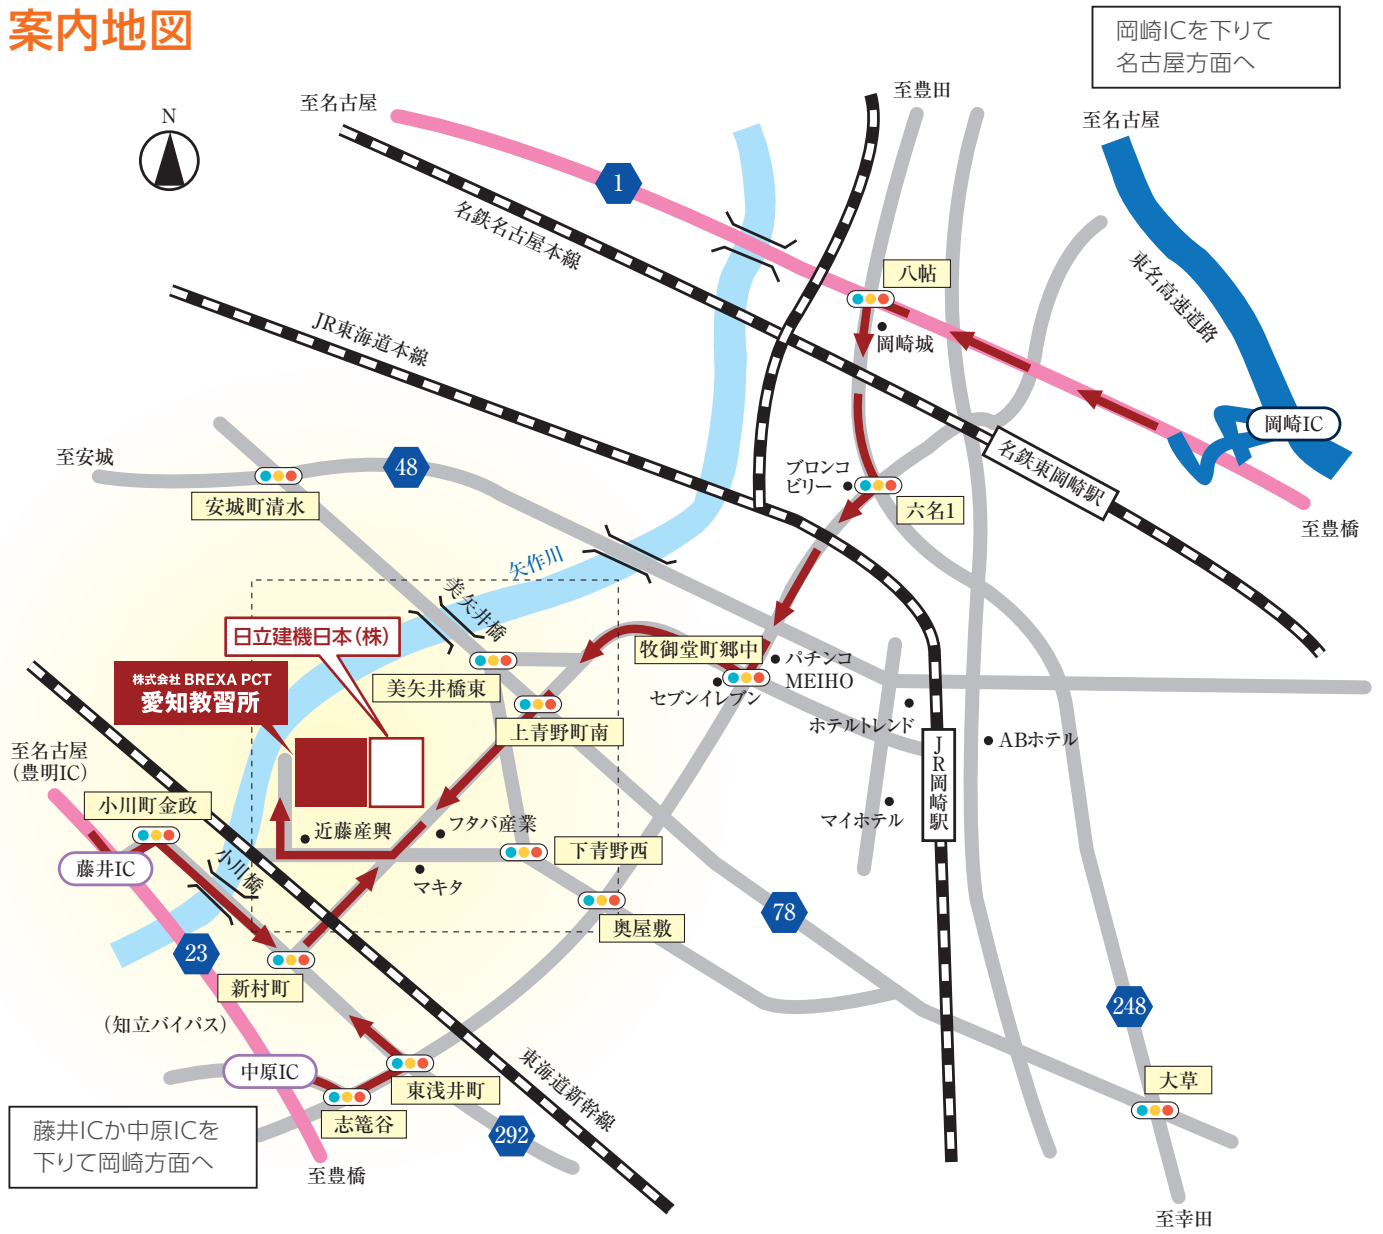 案内地図
岡崎ICを下りて
名古屋方面へ
至名古屋
至豊田
至名古屋
N
1
名鉄名古屋本線
八帖
東名高速道路
岡崎城
JR東海道本線
岡崎IC
至安城
48
ブロンコ
ビリー
名鉄東岡崎駅
安城町清水
六名1
至豊橋
矢作川
美矢井橋
日立建機日本(株)
牧御堂町郷中
パチンコ
MEIHO
株式会社 BREXA PCT
愛知教習所
美矢井橋東
セブンイレブン
上青野町南
ホテルトレンド
JR岡崎駅
ABホテル
至名古屋
(豊明IC)
小川町金政
近藤産興
フタバ産業
マイホテル
藤井IC
小川橋
マキタ
下青野西
78
奥屋敷
23
新村町
248
(知立バイパス)
中原IC
東浅井町
東海道新幹線
大草
志篭谷
292
藤井ICか中原ICを
下りて岡崎方面へ
至豊橋
至幸田